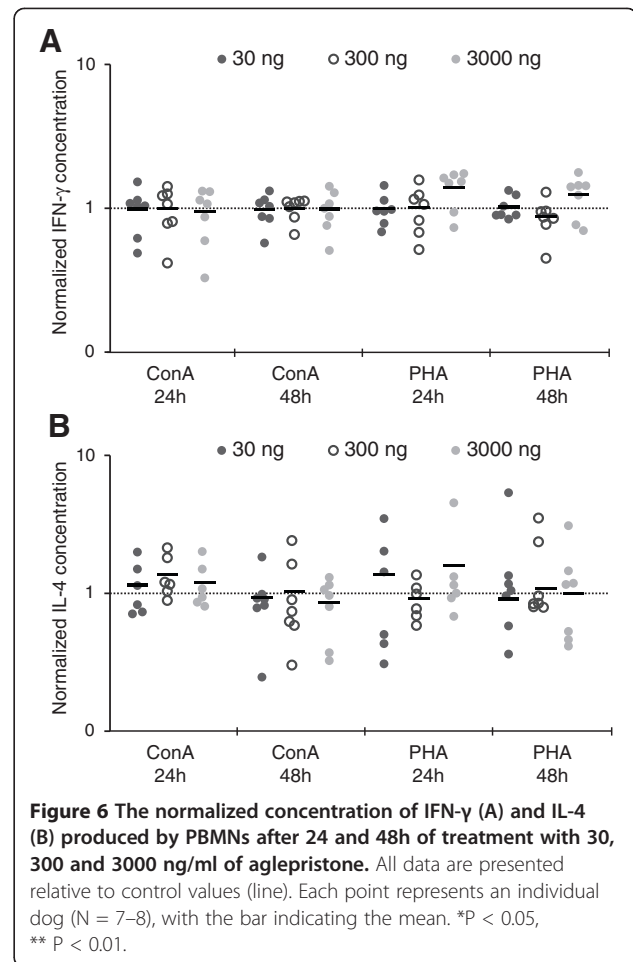 A
10
30 ng 300 ng 3000 ng
Normalized IFN-γ concentration
1
0
ConA ConA PHA PHA
24h 48h 24h 48h
B
10
30 ng 300 ng 3000 ng
Normalized IL-4 concentration
1
0
ConA ConA PHA PHA
24h 48h 24h 48h
Figure 6 The normalized concentration of IFN-γ (A) and IL-4
(B) produced by PBMNs after 24 and 48h of treatment with 30,
300 and 3000 ng/ml of aglepristone. All data are presented
relative to control values (line). Each point represents an individual
dog (N = 7–8), with the bar indicating the mean. *P < 0.05,
** P < 0.01.